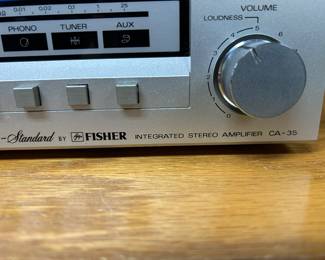 0.01 0.02 03 .1 .25
VOLUME
LOUDNESS
PHONO TUNER AUX
0 1 2 3 4 5 6
-Standard BY FISHER INTEGRATED STEREO AMPLIFIER CA-35